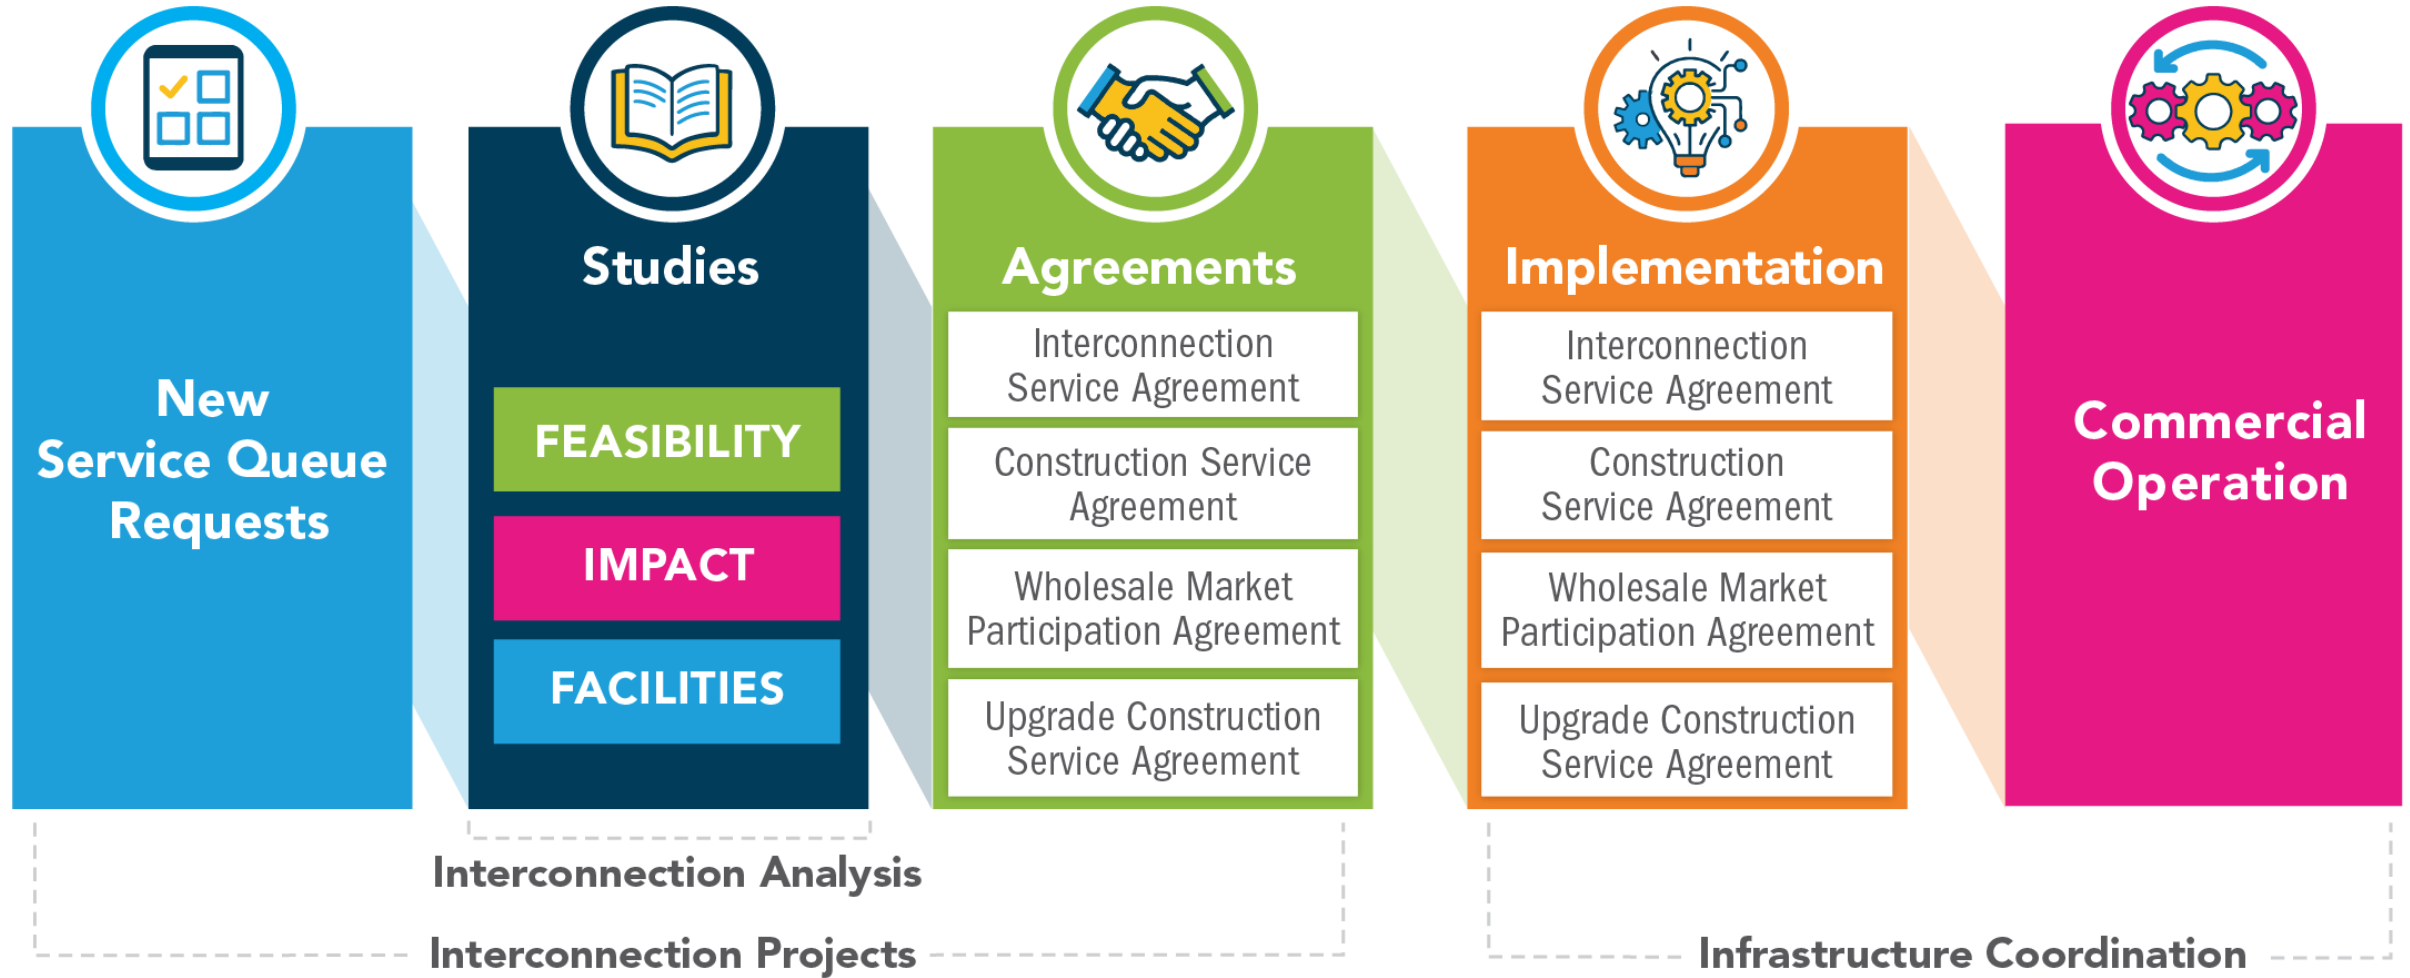 New
Service Queue
Requests
Studies
FEASIBILITY
IMPACT
FACILITIES
Agreements
Interconnection
Service Agreement
Construction Service
Agreement
Wholesale Market
Participation Agreement
Upgrade Construction
Service Agreement
Implementation
Interconnection
Service Agreement
Construction
Service Agreement
Wholesale Market
Participation Agreement
Upgrade Construction
Service Agreement
Commercial
Operation
Interconnection Analysis
Interconnection Projects
Infrastructure Coordination